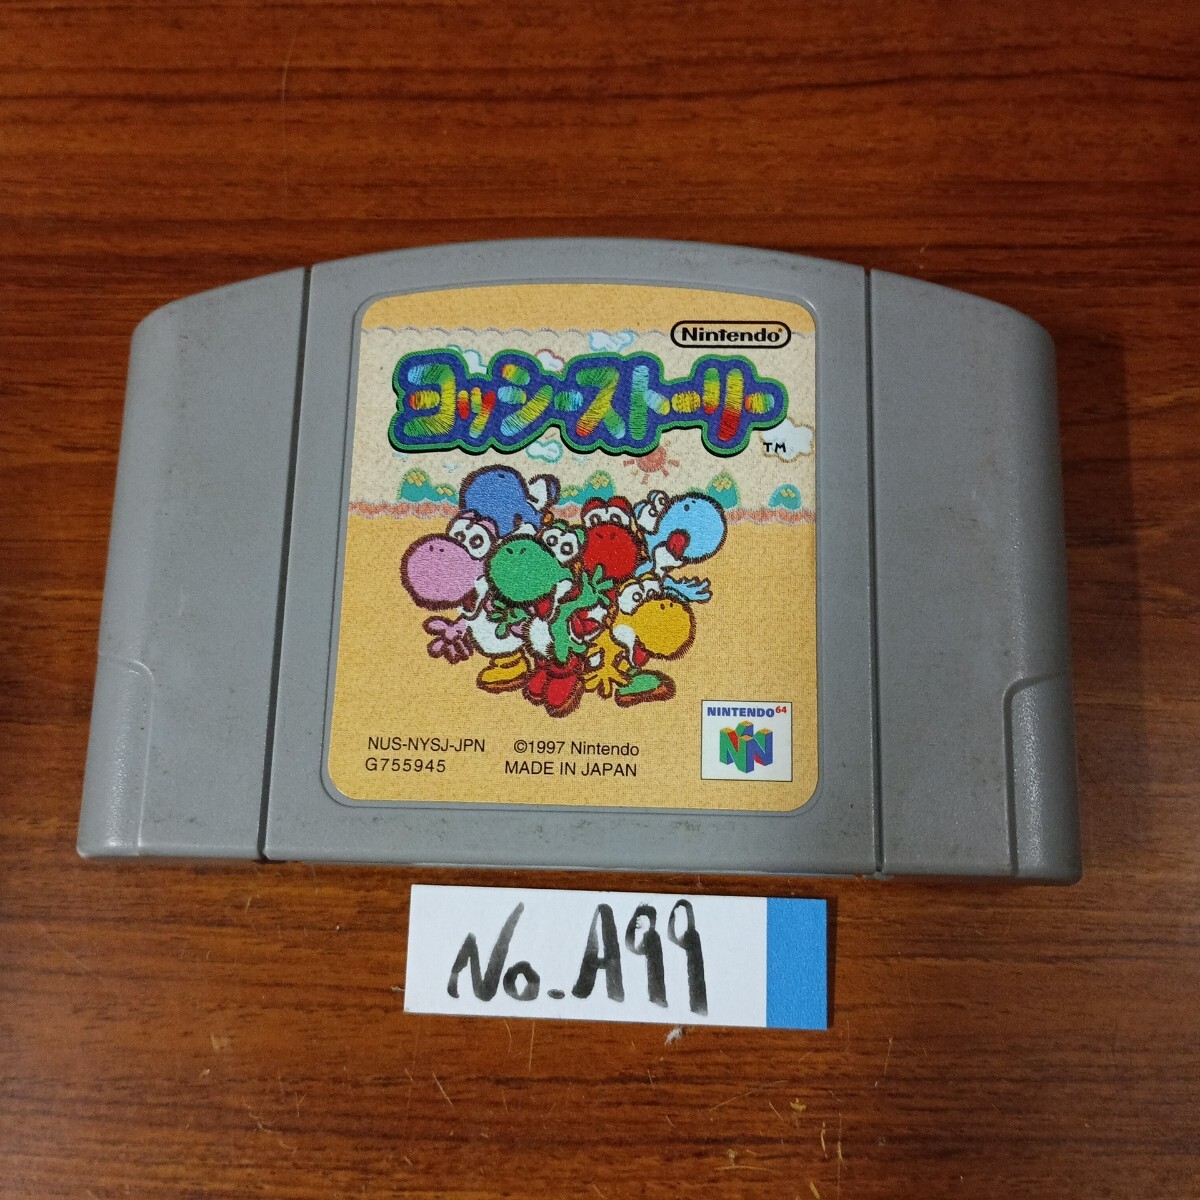 Nintendo®
ヨッシーストーリー
TM
NINTENDO64
NUS-NYSJ-JPN ©1997 Nintendo
G755945 MADE IN JAPAN
No. A99